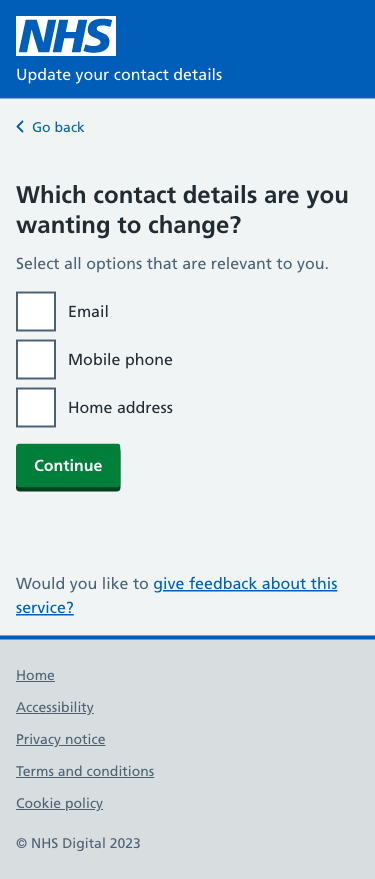 NHS
Update your contact details
Go back
Which contact details are you
wanting to change?
Select all options that are relevant to you.
Email
Mobile phone
Home address
Continue
Would you like to give feedback about this
service?
Home
Accessibility
Privacy notice
Terms and conditions
Cookie policy
© NHS Digital 2023